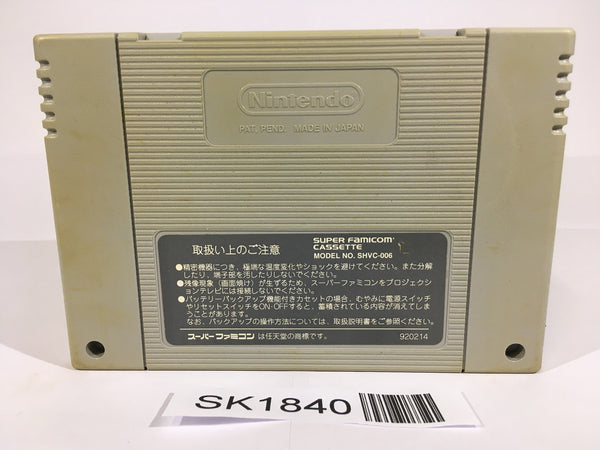 Nintendo
PAT. PEND. MADE IN JAPAN
取扱い上のご注意
SUPER FAMICOM
CASSETTE
MODEL NO. SHVC-006
●精密機器につき、極端な温度変化やショックを避けてください。また分解
したり、端子部を汚したりしないでください。
●残像現象（画面焼け）が生ずるため、スーパーファミコンをプロジェクシ
ョンテレビには接続しないでください。
●バッテリーバックアップ機能付きカセットの場合、むやみに電源スイッチ
やリセットスイッチをON・OFFすると、蓄積されている内容が消えてしま
うことがあります。
なお、バックアップの操作方法については、取扱説明書をご参照ください。
スーパーファミコン は任天堂の商標です。
920214
SK1840